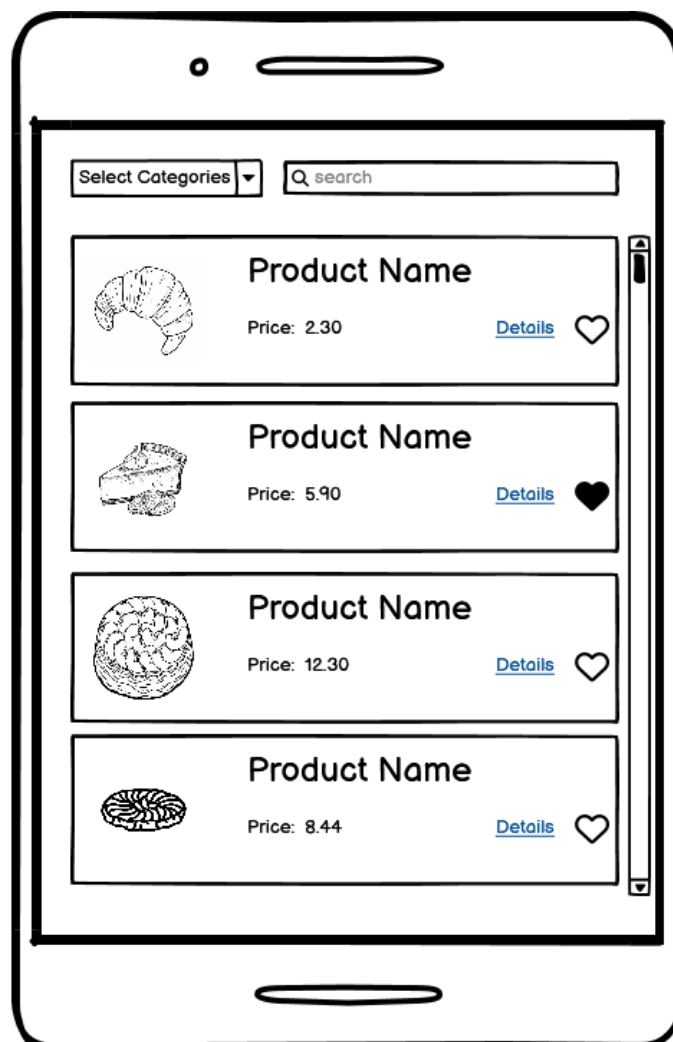 Select Categories
search
Product Name
Price: 2.30 Details
Product Name
Price: 5.90 Details
Product Name
Price: 12.30 Details
Product Name
Price: 8.44 Details